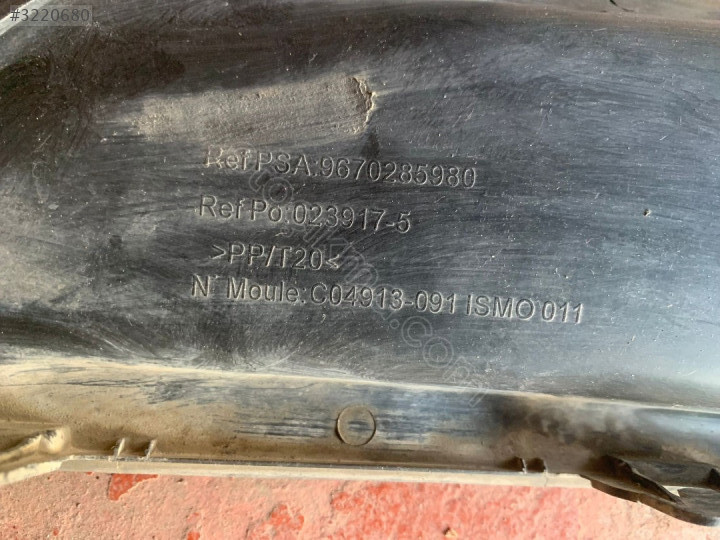 #3220680
Ref PSA:9670285980
Ref Po:023917-5
>PP/T20<
N° Moule:C04913-091 ISMO 011